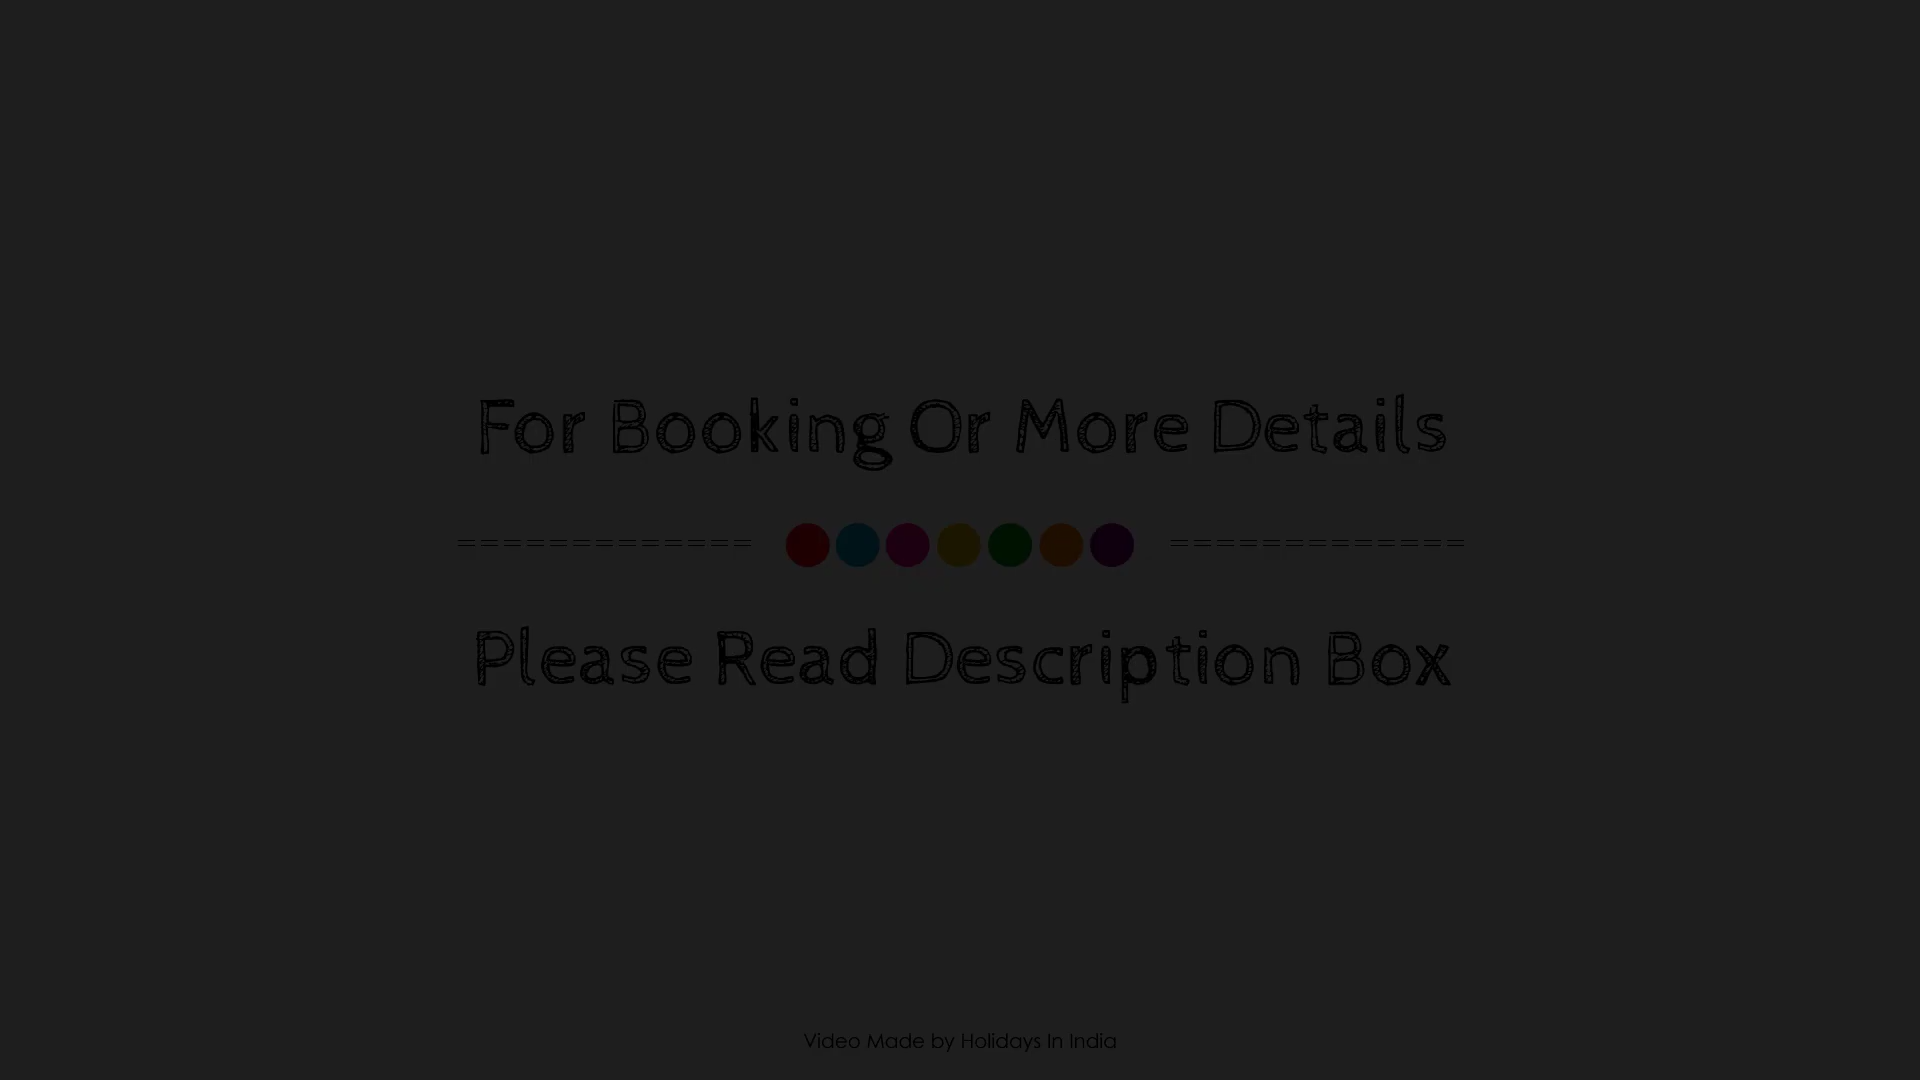 For Booking Or More Details
============= =============
Please Read Description Box
Video Made by Holidays In India